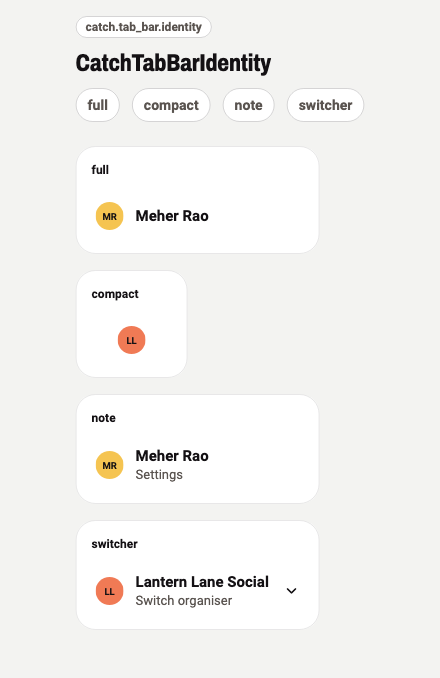 catch.tab_bar.identity
CatchTabBarIdentity
full compact note switcher
full
MR Meher Rao
compact
LL
note
MR Meher Rao
Settings
switcher
LL Lantern Lane Social
Switch organiser